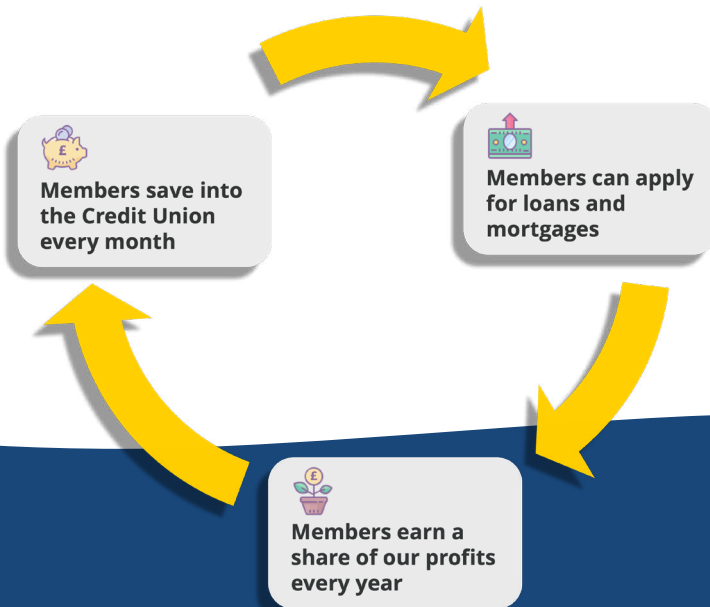 £
Members save into
the Credit Union
every month
Members can apply
for loans and
mortgages
£
Members earn a
share of our profits
every year